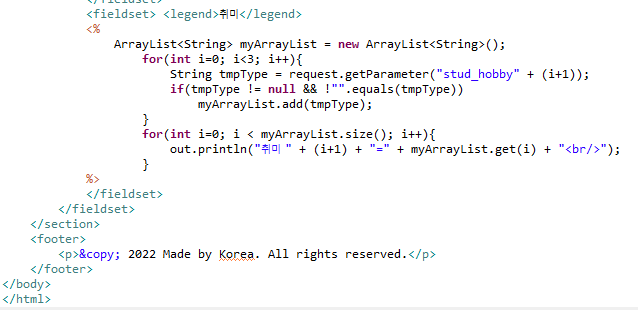 </fieldset>
<fieldset> <legend>취미</legend>
<%
ArrayList<String> myArrayList = new ArrayList<String>();
for(int i=0; i<3; i++){
String tmpType = request.getParameter("stud_hobby" + (i+1));
if(tmpType != null && !"".equals(tmpType))
myArrayList.add(tmpType);
}
for(int i=0; i < myArrayList.size(); i++){
out.println("취미 " + (i+1) + "=" + myArrayList.get(i) + "<br/>");
}
%>
</fieldset>
</fieldset>
</section>
<footer>
<p>&copy; 2022 Made by Korea. All rights reserved.</p>
</footer>
</body>
</html>